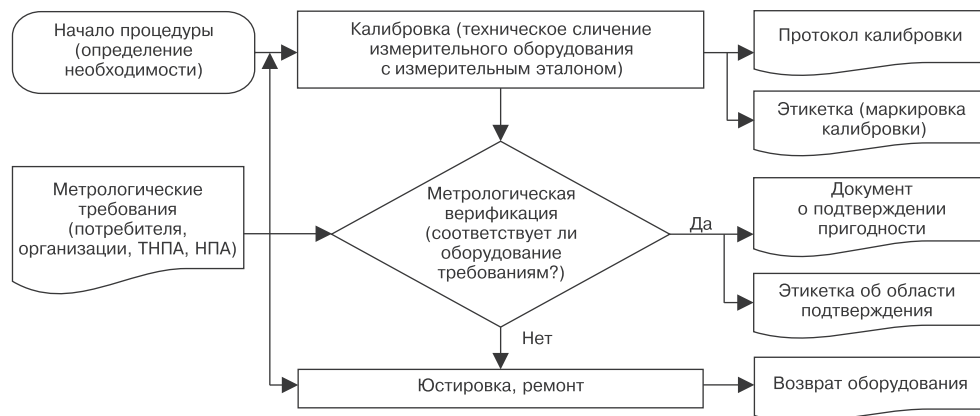 Начало процедуры
(определение
необходимости)
Калибровка (техническое сличение
измерительного оборудования
с измерительным эталоном)
Протокол калибровки
Этикетка (маркировка
калибровки)
Метрологические
требования
(потребителя,
организации, ТНПА, НПА)
Метрологическая
верификация
(соответствует ли
оборудование
требованиям?)
Да
Документ
о подтверждении
пригодности
Этикетка об области
подтверждения
Нет
Юстировка, ремонт
Возврат оборудования